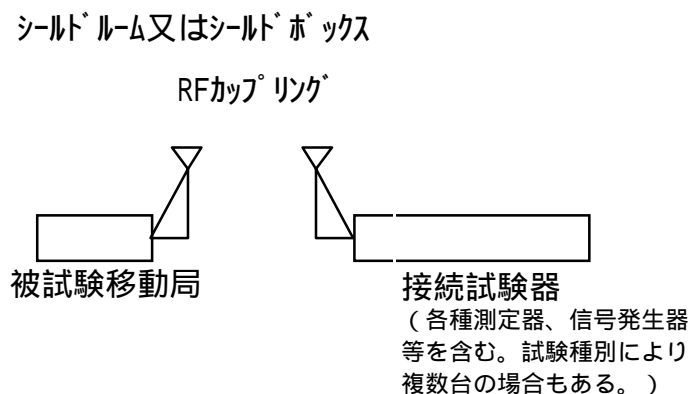 ｼｰﾙﾄﾞﾙｰﾑ又はｼｰﾙﾄﾞﾎﾞｯｸｽ
RFｶｯﾌﾟﾘﾝｸﾞ
被試験移動局
接続試験器
（各種測定器、信号発生器
等を含む。試験種別により
複数台の場合もある。）